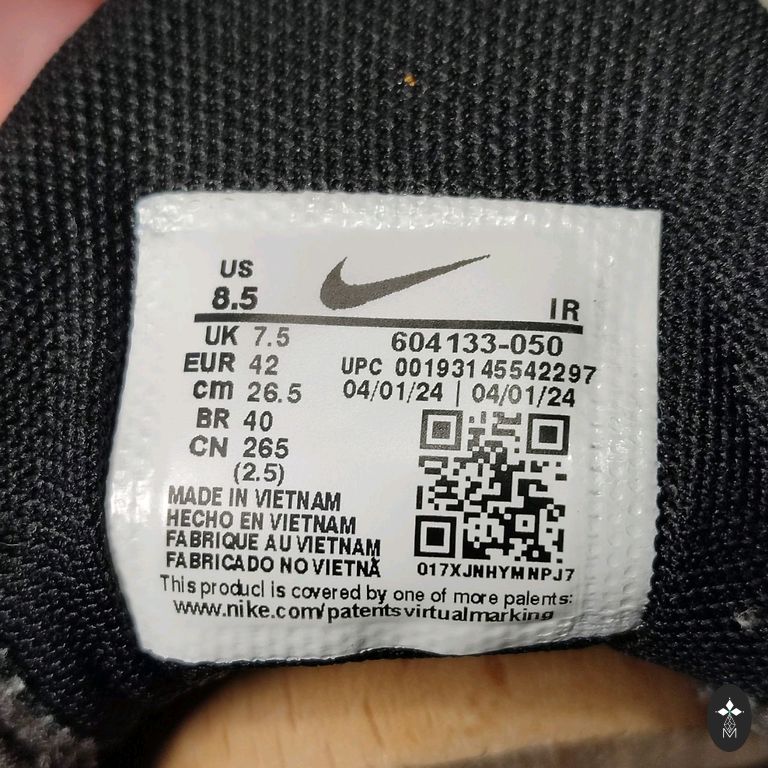 US
8.5
IR
UK 7.5
604133-050
EUR 42
UPC 00193145542297
cm 26.5
04/01/24 | 04/01/24
BR 40
CN 265
(2.5)
MADE IN VIETNAM
HECHO EN VIETNAM
FABRIQUE AU VIETNAM
FABRICADO NO VIETNÃ
017XJNHYMNPJ7
This product is covered by one of more patents:
www.nike.com/patentsvirtualmarking
M